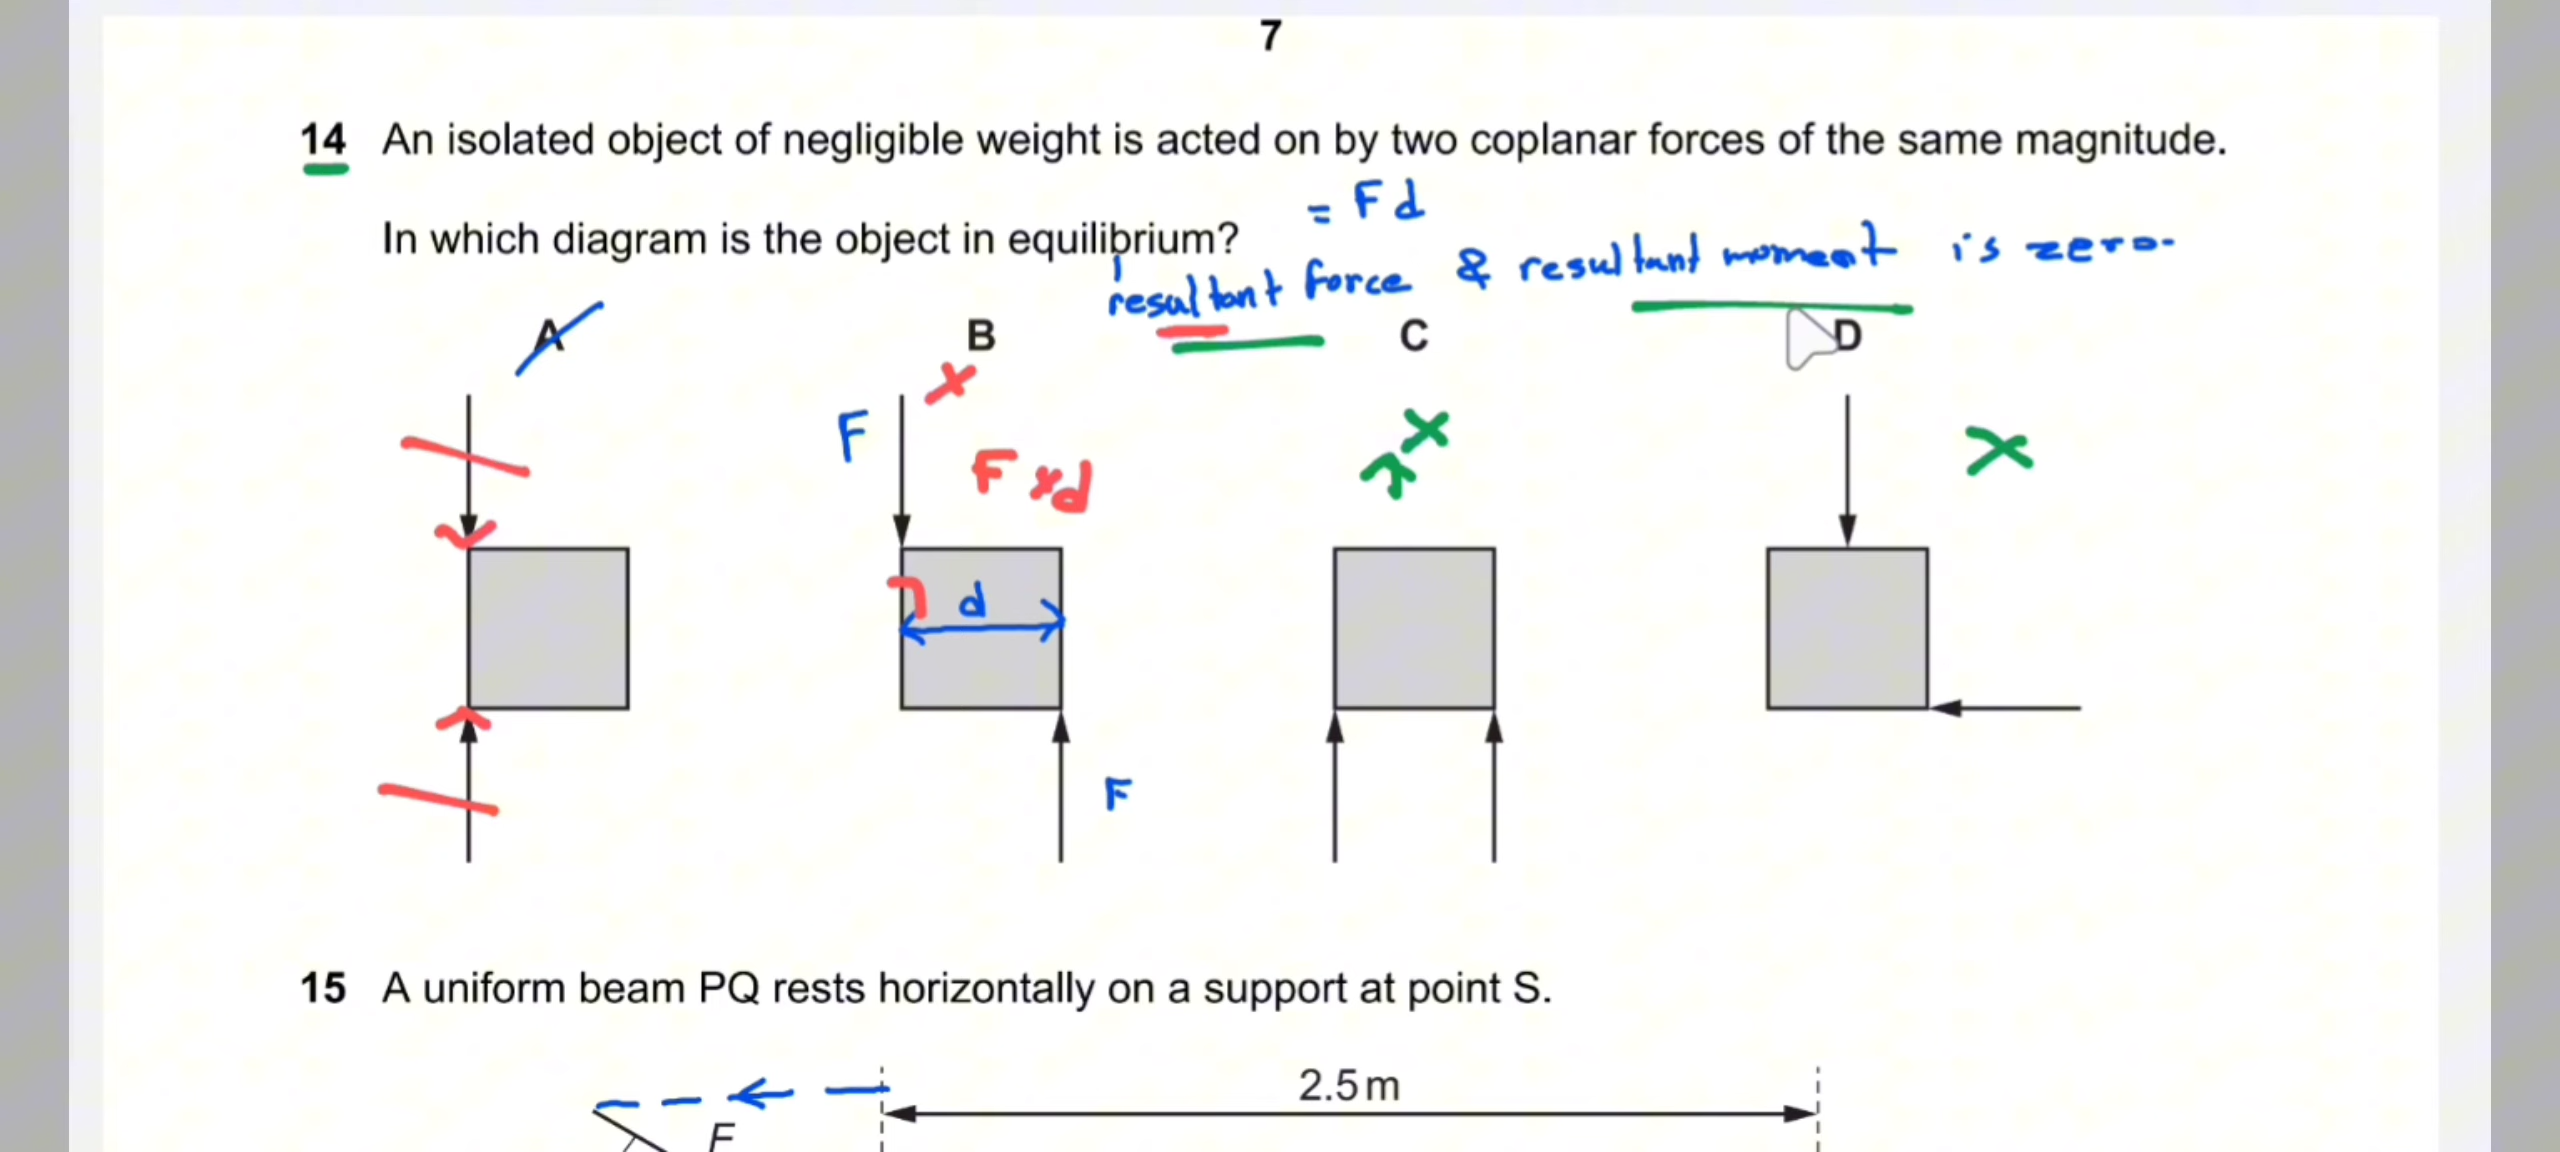 7
14 An isolated object of negligible weight is acted on by two coplanar forces of the same magnitude.
= Fd
In which diagram is the object in equilibrium?
resultant force & resultant moment is zero.
A B C D
F
F x d
d
F
15 A uniform beam PQ rests horizontally on a support at point S.
2.5 m
F